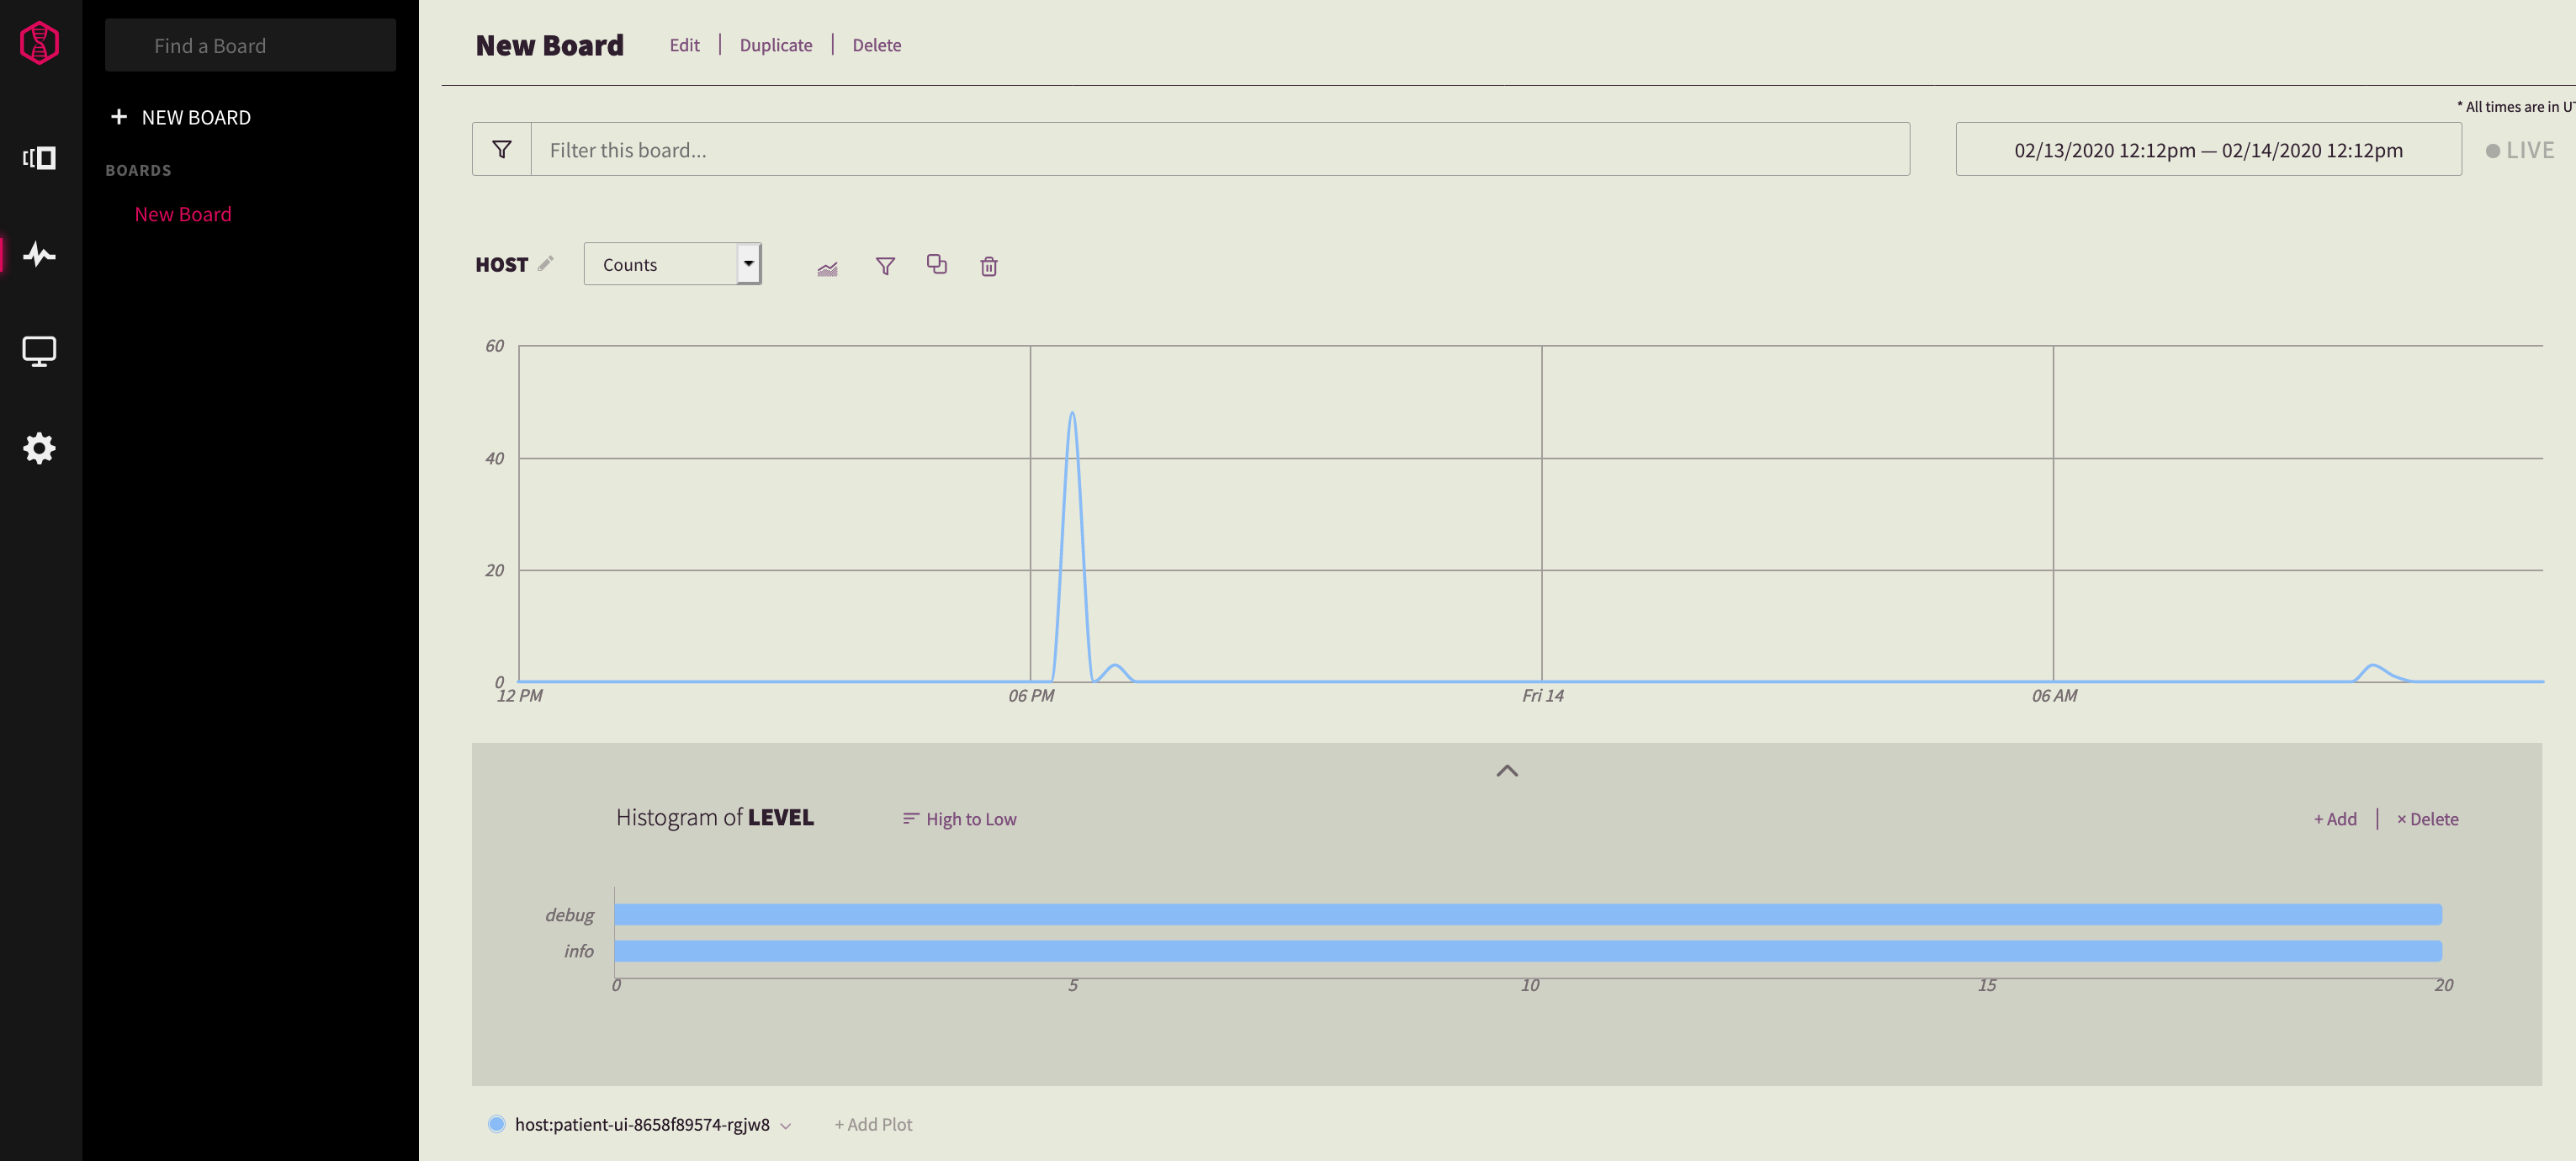 Find a Board
NEW BOARD
BOARDS
New Board
New Board
Edit | Duplicate | Delete
* All times are in UT
Filter this board...
02/13/2020 12:12pm — 02/14/2020 12:12pm
LIVE
HOST
Counts
60
40
20
0
12 PM
06 PM
Fri 14
06 AM
Histogram of LEVEL
High to Low
+ Add | × Delete
debug
info
0
5
10
15
20
host:patient-ui-8658f89574-rgjw8
+ Add Plot